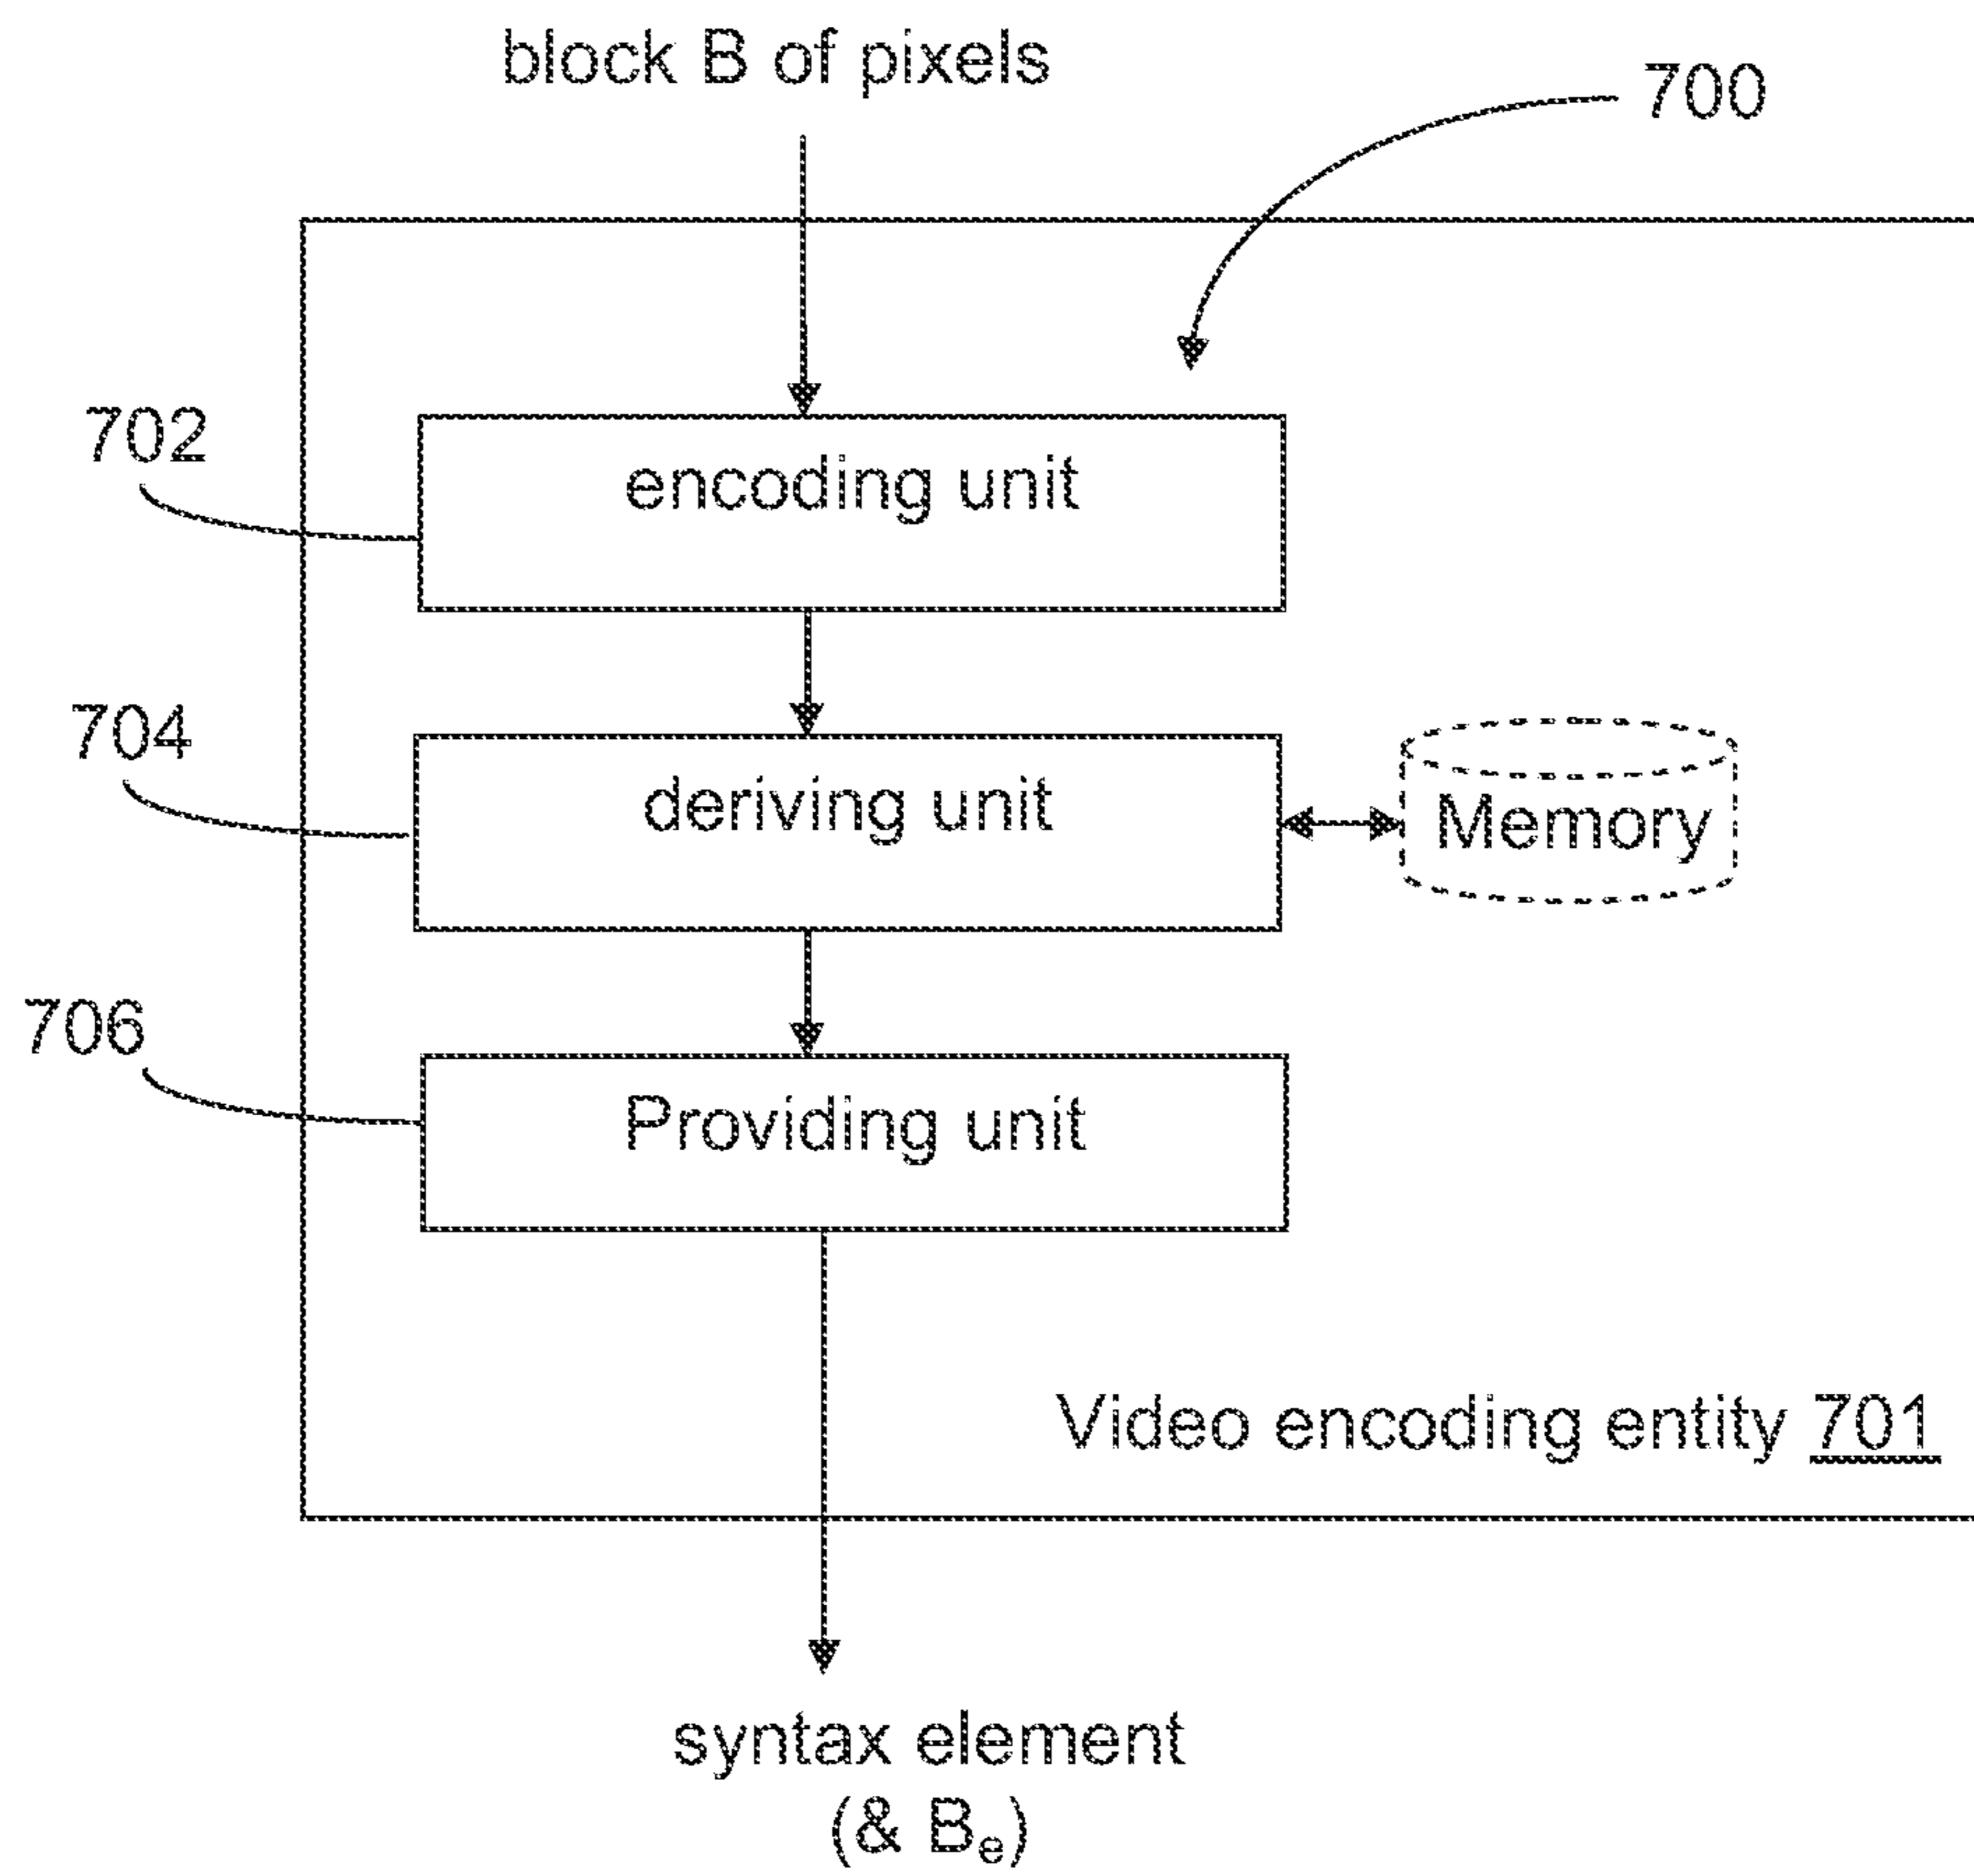 block B of pixels
700
702
encoding unit
704
deriving unit
Memory
706
Providing unit
Video encoding entity 701
syntax element
(& Be)